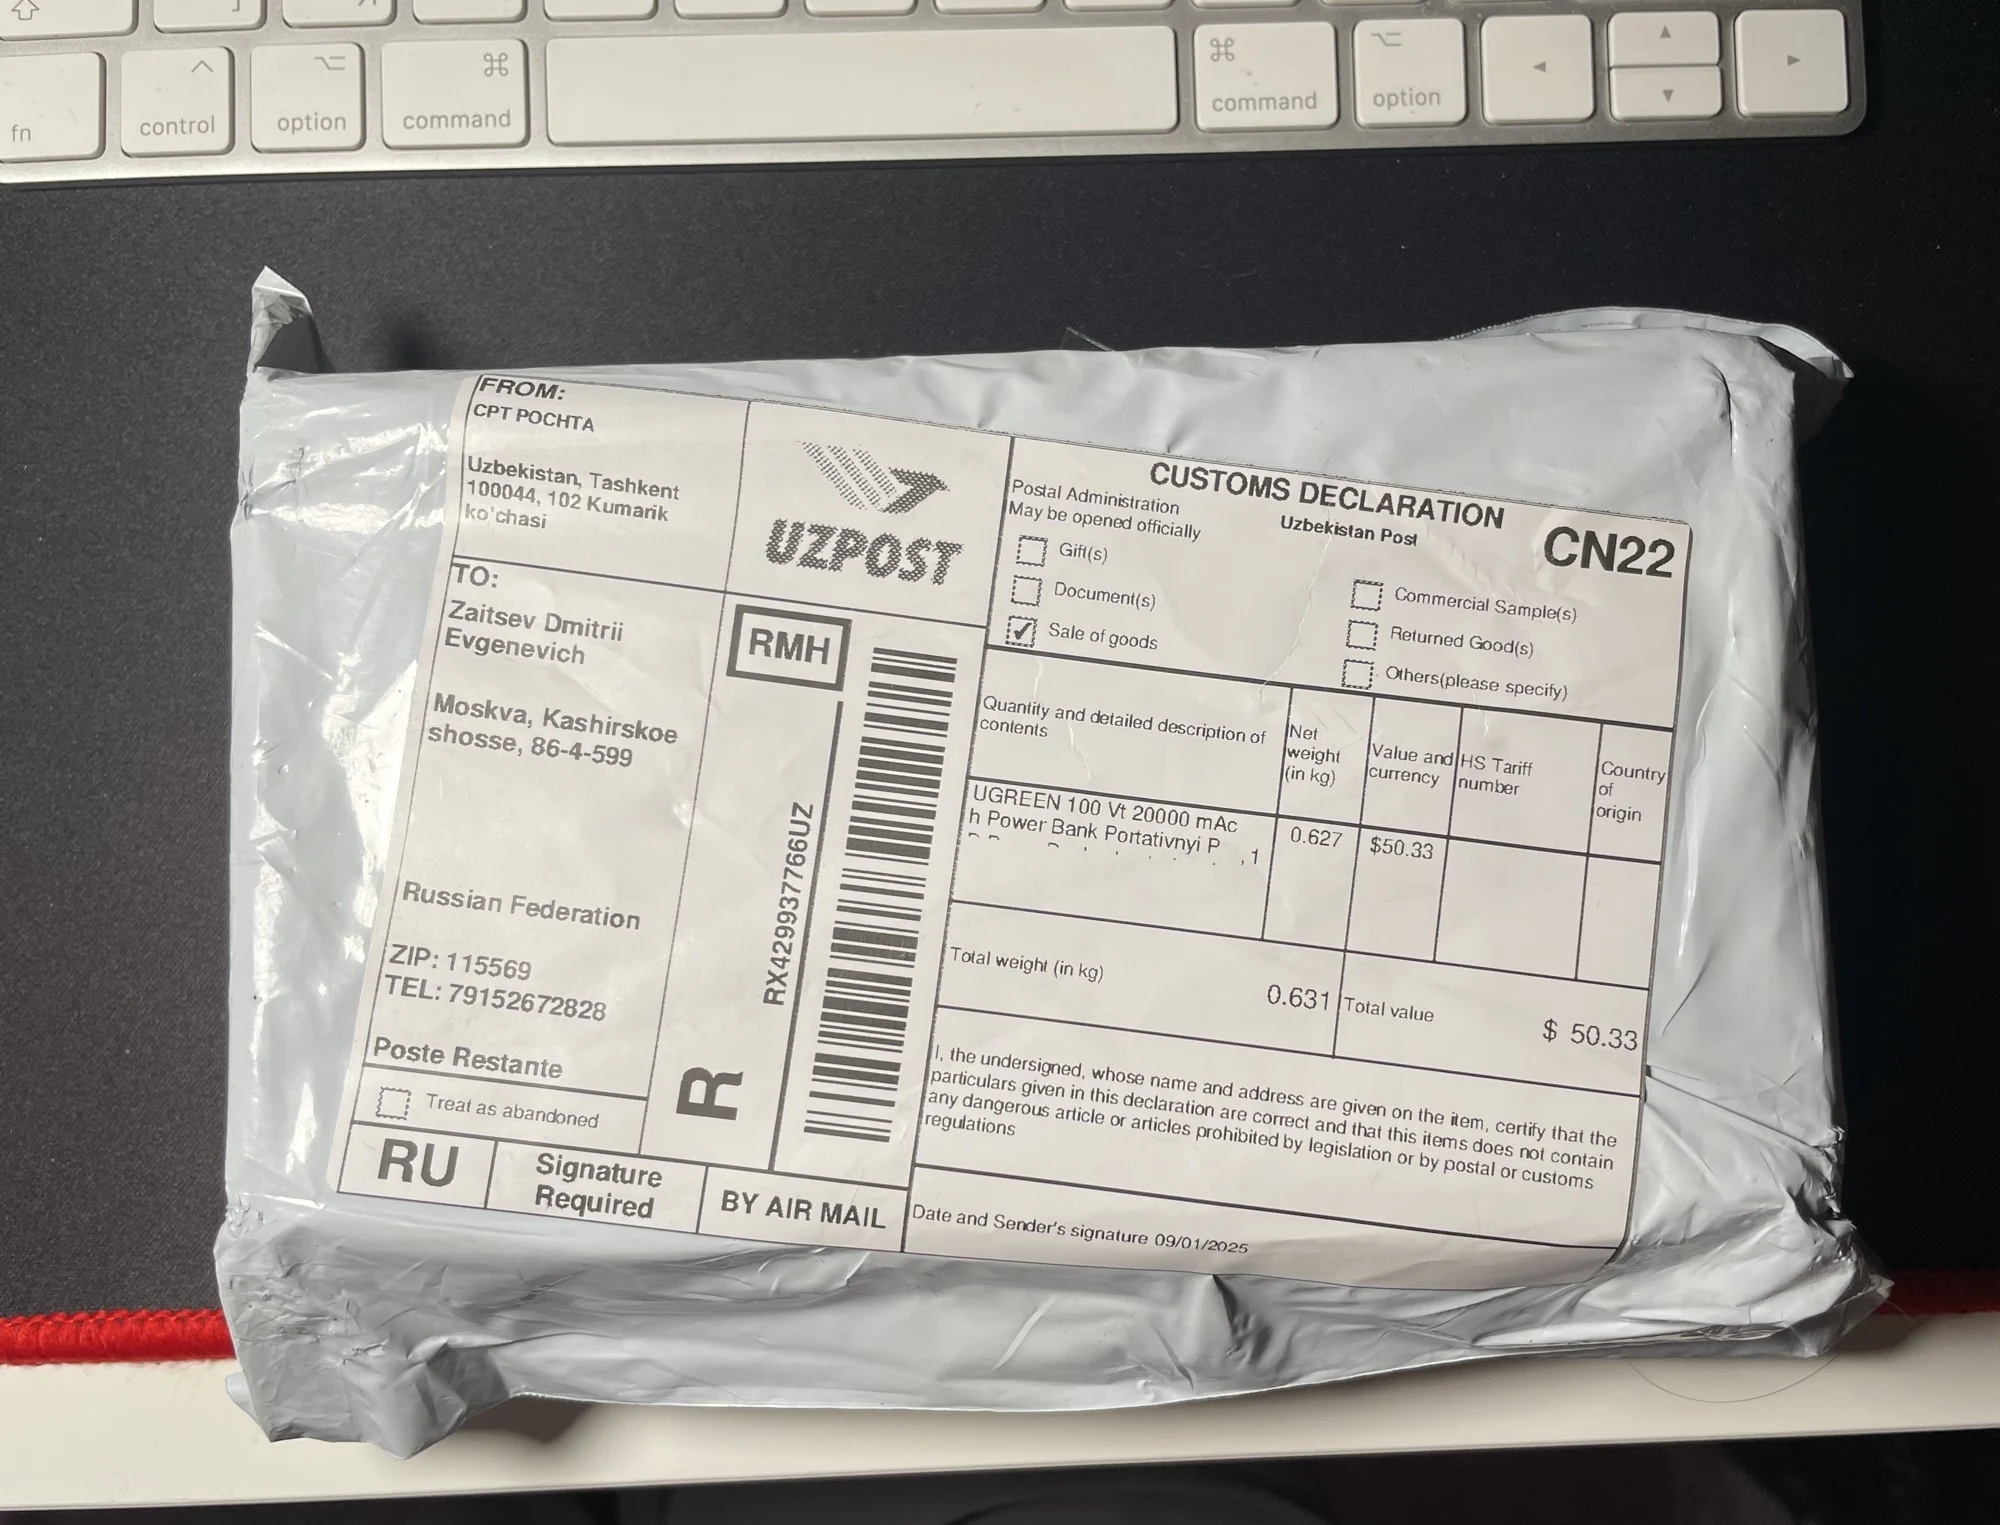 fn
control
option
command
command
option
FROM:
CPT POCHTA
Uzbekistan, Tashkent
100044, 102 Kumarik
ko'chasi
UZPOST
TO:
Zaitsev Dmitrii
Evgenevich
Moskva, Kashirskoe
shosse, 86-4-599
Russian Federation
ZIP: 115569
TEL: 79152672828
Poste Restante
Treat as abandoned
RU
Signature
Required
BY AIR MAIL
RMH
RX429937766UZ
R
CUSTOMS DECLARATION
Postal Administration
May be opened officially
Uzbekistan Post
CN22
Gift(s)
Document(s)
Sale of goods
Commercial Sample(s)
Returned Good(s)
Others(please specify)
Quantity and detailed description of
contents
Net
weight
(in kg)
Value and
currency
HS Tariff
number
Country
of
origin
UGREEN 100 Vt 20000 mAc
h Power Bank Portativnyi P
, 1
0.627
$50.33
Total weight (in kg)
0.631
Total value
$ 50.33
I, the undersigned, whose name and address are given on the item, certify that the
particulars given in this declaration are correct and that this items does not contain
any dangerous article or articles prohibited by legislation or by postal or customs
regulations
Date and Sender's signature 09/01/2025